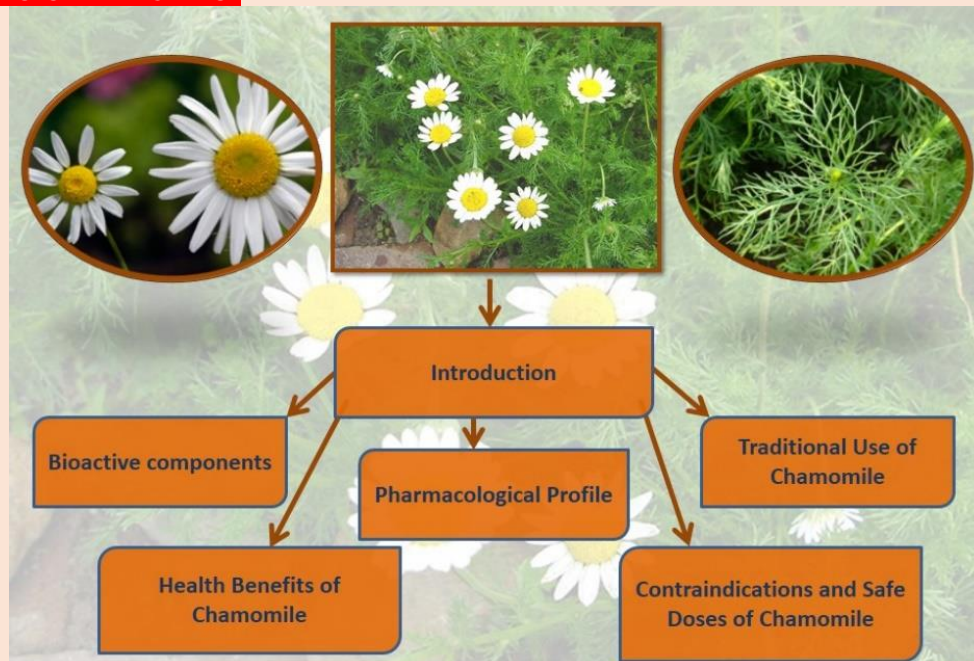 Introduction
Bioactive components
Traditional Use of
Chamomile
Pharmacological Profile
Health Benefits of
Chamomile
Contraindications and Safe
Doses of Chamomile